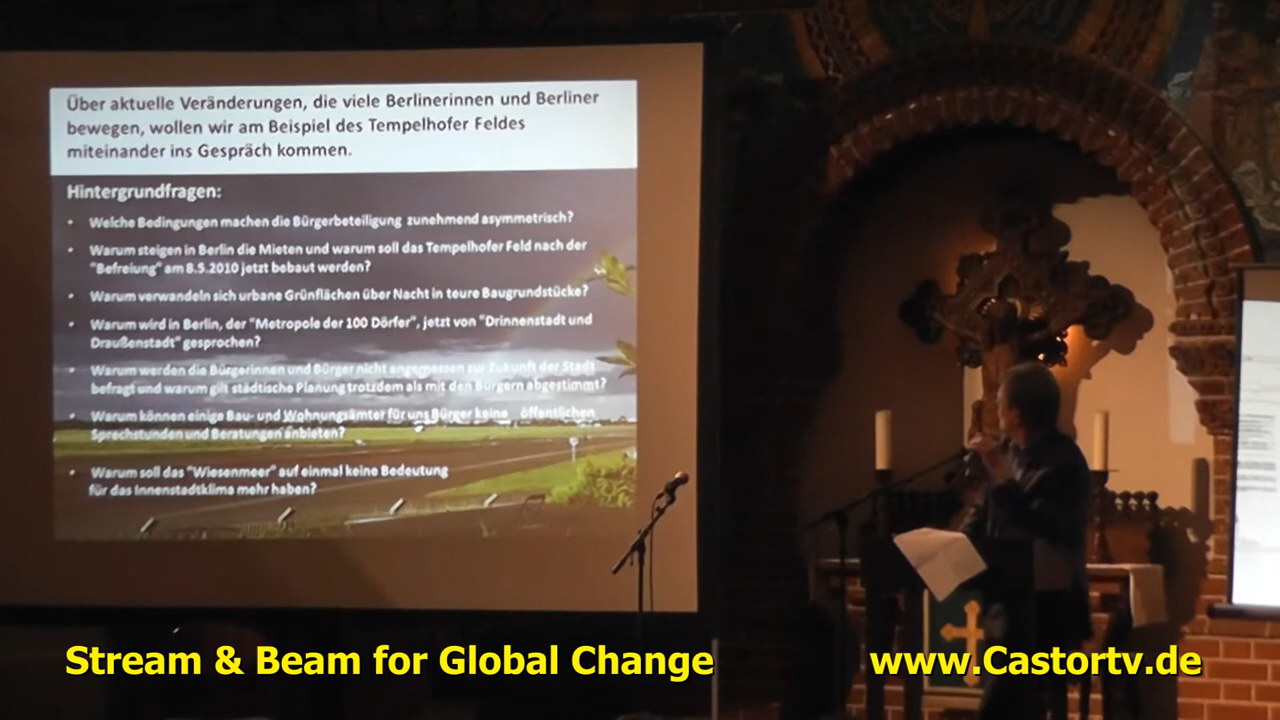 Über aktuelle Veränderungen, die viele Berlinerinnen und Berliner
bewegen, wollen wir am Beispiel des Tempelhofer Feldes
miteinander ins Gespräch kommen.
Hintergrundfragen:
• Welche Bedingungen machen die Bürgerbeteiligung zunehmend asymmetrisch?
• Warum steigen in Berlin die Mieten und warum soll das Tempelhofer Feld nach der
"Befreiung" am 8.5.2010 jetzt bebaut werden?
• Warum verwandeln sich urbane Grünflächen über Nacht in teure Baugrundstücke?
• Warum wird in Berlin, der "Metropole der 100 Dörfer", jetzt von "Drinnenstadt und
Draußenstadt" gesprochen?
• Warum werden die Bürgerinnen und Bürger nicht angemessen zur Zukunft der Stadt
befragt und warum gilt städtische Planung trotzdem als mit den Bürgern abgestimmt?
• Warum können einige Bau- und Wohnungsämter für uns Bürger keine öffentlichen
Sprechstunden und Beratungen anbieten?
• Warum soll das "Wiesenmeer" auf einmal keine Bedeutung
für das Innenstadtklima mehr haben?
Stream & Beam for Global Change
www.Castortv.de